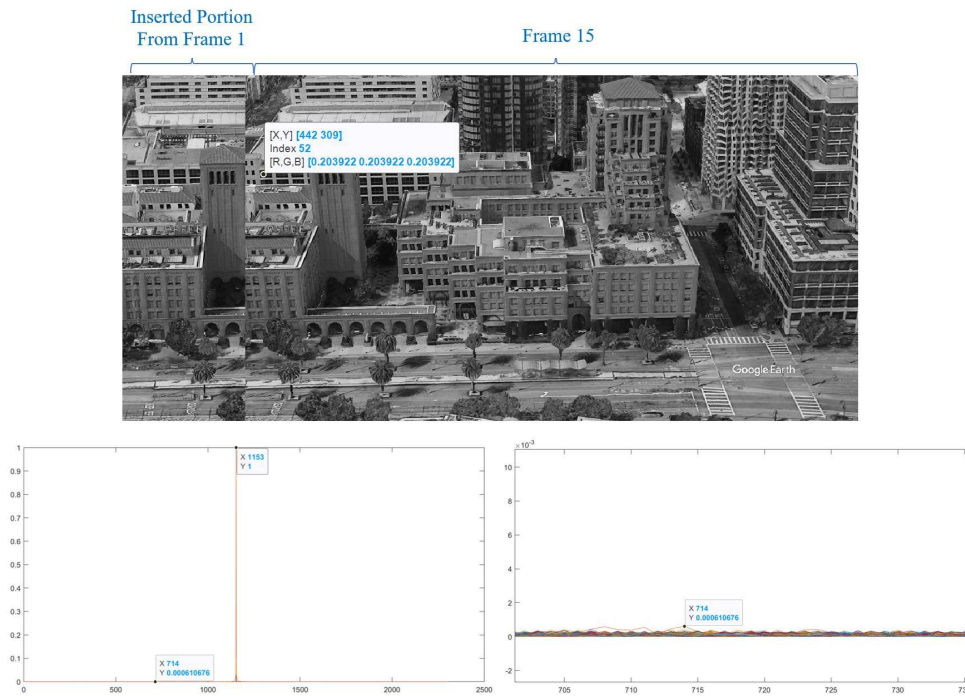 Inserted Portion
From Frame 1
Frame 15
[X,Y] [442 309]
Index 52
[R,G,B] [0.203922 0.203922 0.203922]
Google Earth
1
0.9
0.8
0.7
0.6
0.5
0.4
0.3
0.2
0.1
0
0
500
1000
1500
2000
2500
X 1153
Y 1
X 714
Y 0.000610676
×10-3
10
8
6
4
2
0
-2
705
710
715
720
725
730
X 714
Y 0.000610676